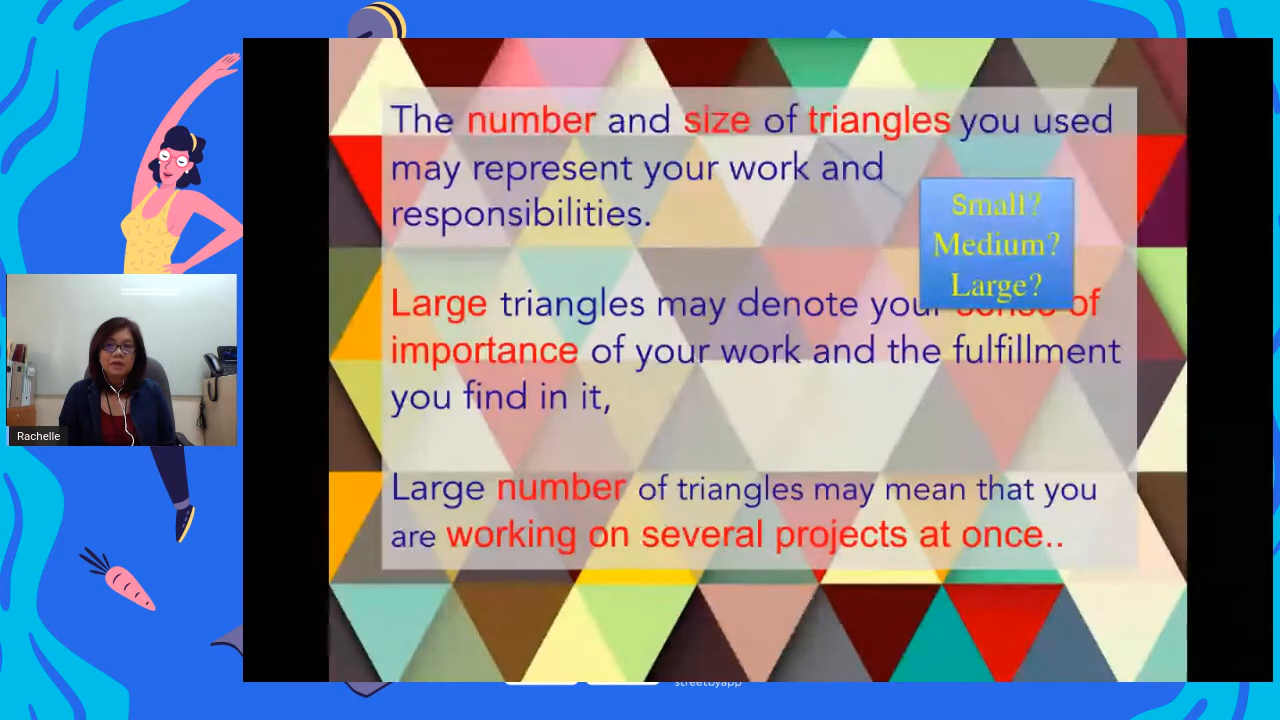 The number and size of triangles you used
may represent your work and
responsibilities.
Small?
Medium?
Large?
Large triangles may denote your sense of
importance of your work and the fulfillment
you find in it,
Large number of triangles may mean that you
are working on several projects at once..
Rachelle
streetbyapp